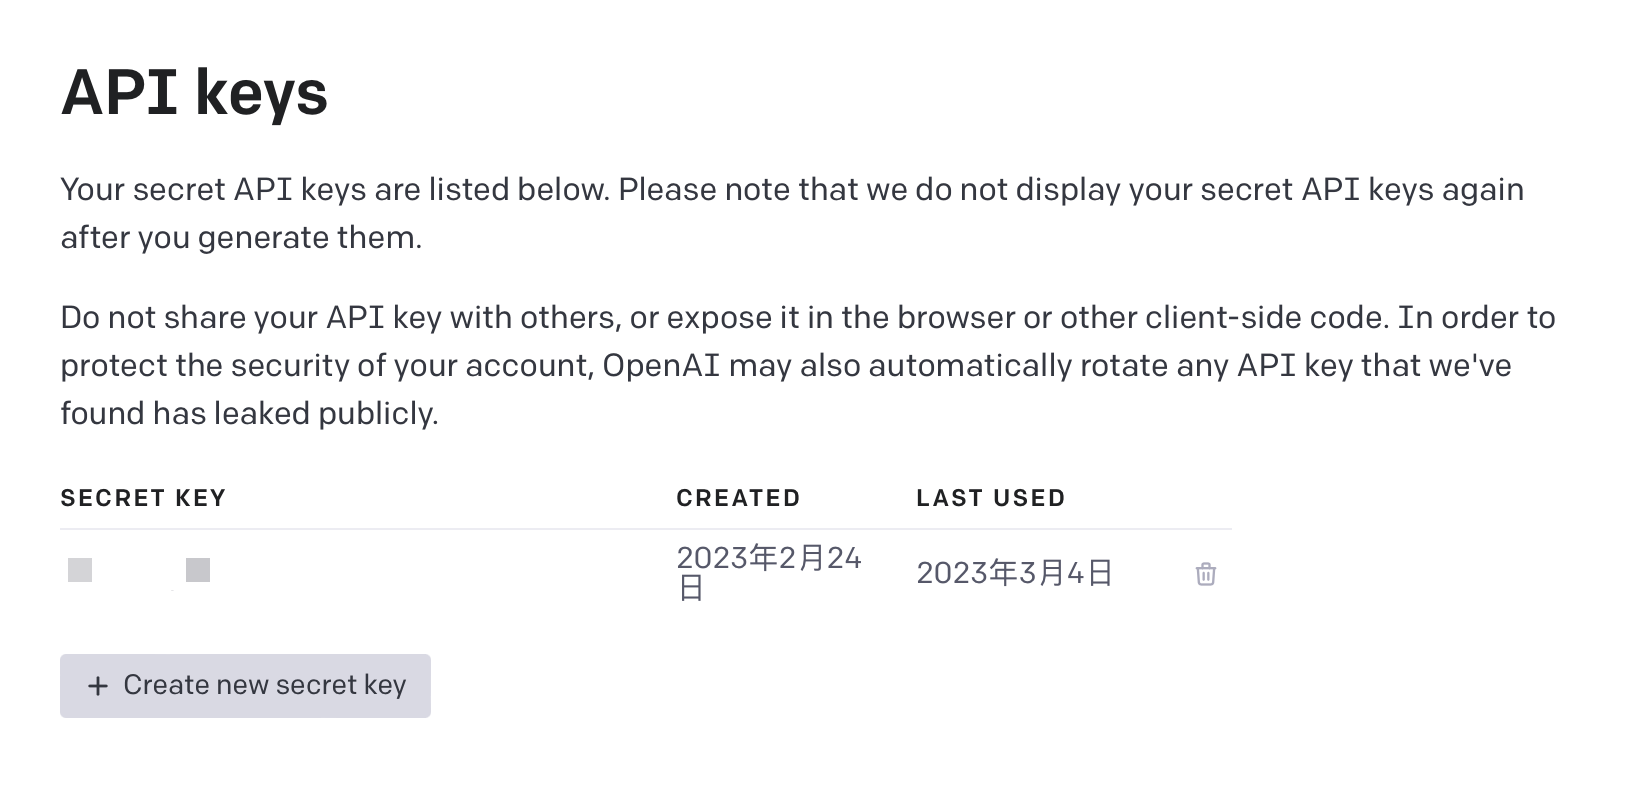 API keys
Your secret API keys are listed below. Please note that we do not display your secret API keys again
after you generate them.
Do not share your API key with others, or expose it in the browser or other client-side code. In order to
protect the security of your account, OpenAI may also automatically rotate any API key that we've
found has leaked publicly.
SECRET KEY CREATED LAST USED
2023年2月24
日 2023年3月4日
+ Create new secret key